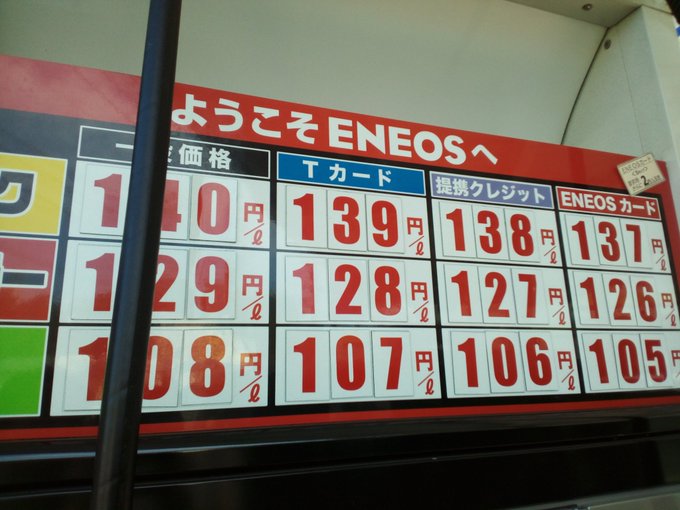 ようこそENEOSへ
一般価格 Tカード 提携クレジット ENEOSカード
ク 140円/ℓ 139円/ℓ 138円/ℓ 137円/ℓ
ー 129円/ℓ 128円/ℓ 127円/ℓ 126円/ℓ
108円/ℓ 107円/ℓ 106円/ℓ 105円/ℓ